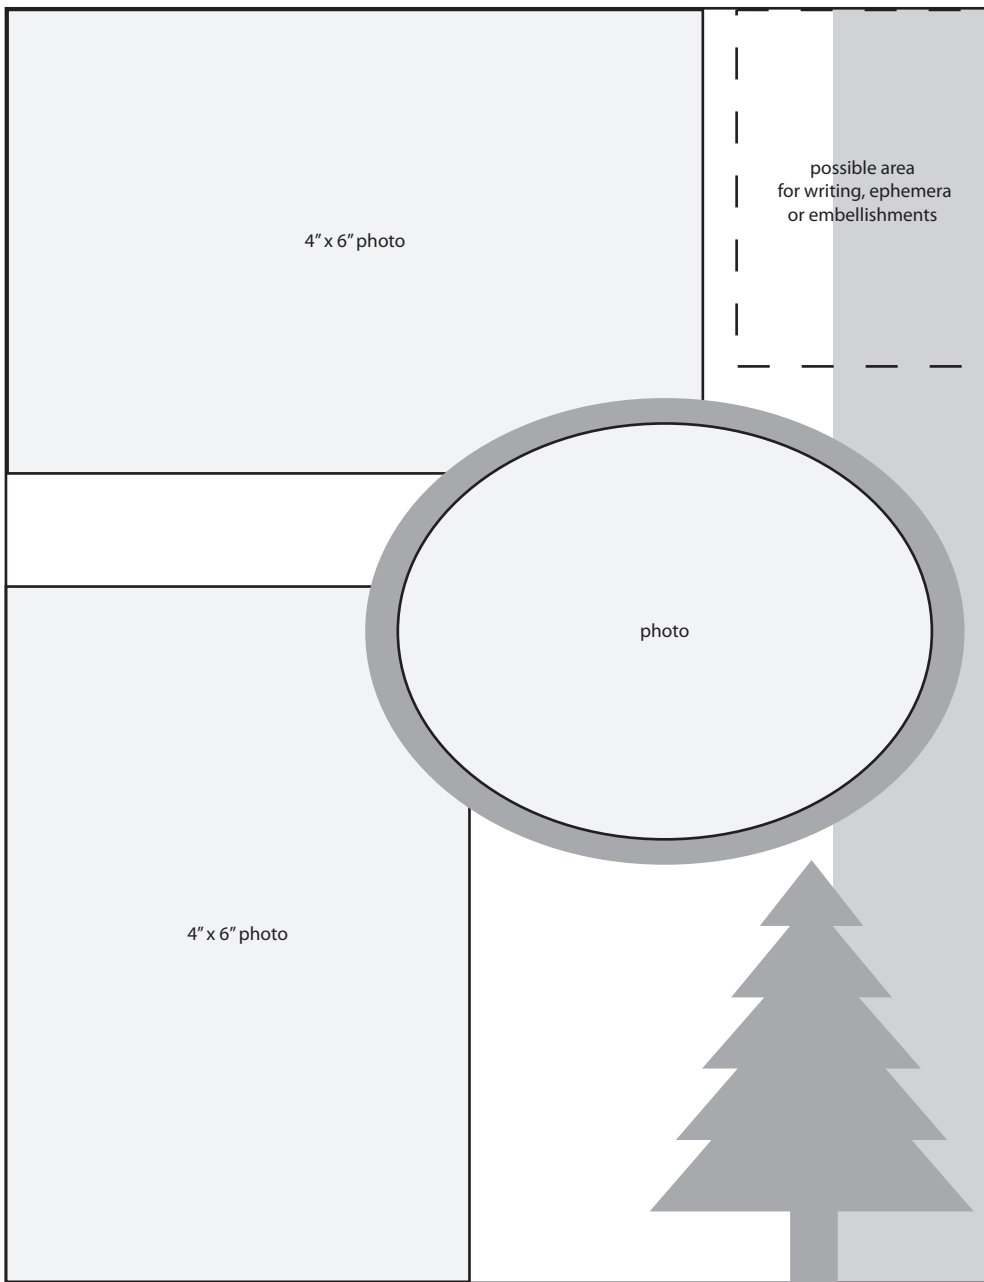 possible area
for writing, ephemera
or embellishments
4” x 6” photo
photo
4” x 6” photo